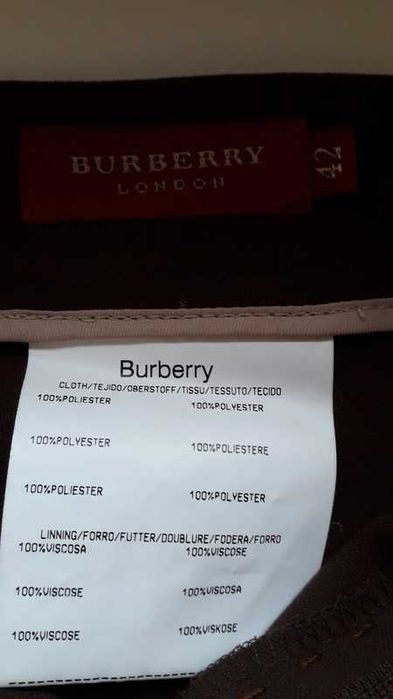 BURBERRY
LONDON
42
Burberry
CLOTH/TEJIDO/OBERSTOFF/TISSU/TESSUTO/TECIDO
100%POLIESTER 100%POLYESTER
100%POLYESTER 100%POLIESTERE
100%POLIESTER 100%POLYESTER
LINNING/FORRO/FUTTER/DOUBLURE/FODERA/FORRO
100%VISCOSA 100%VISCOSE
100%VISCOSE 100%VISCOSA
100%VISCOSE 100%VISKOSE